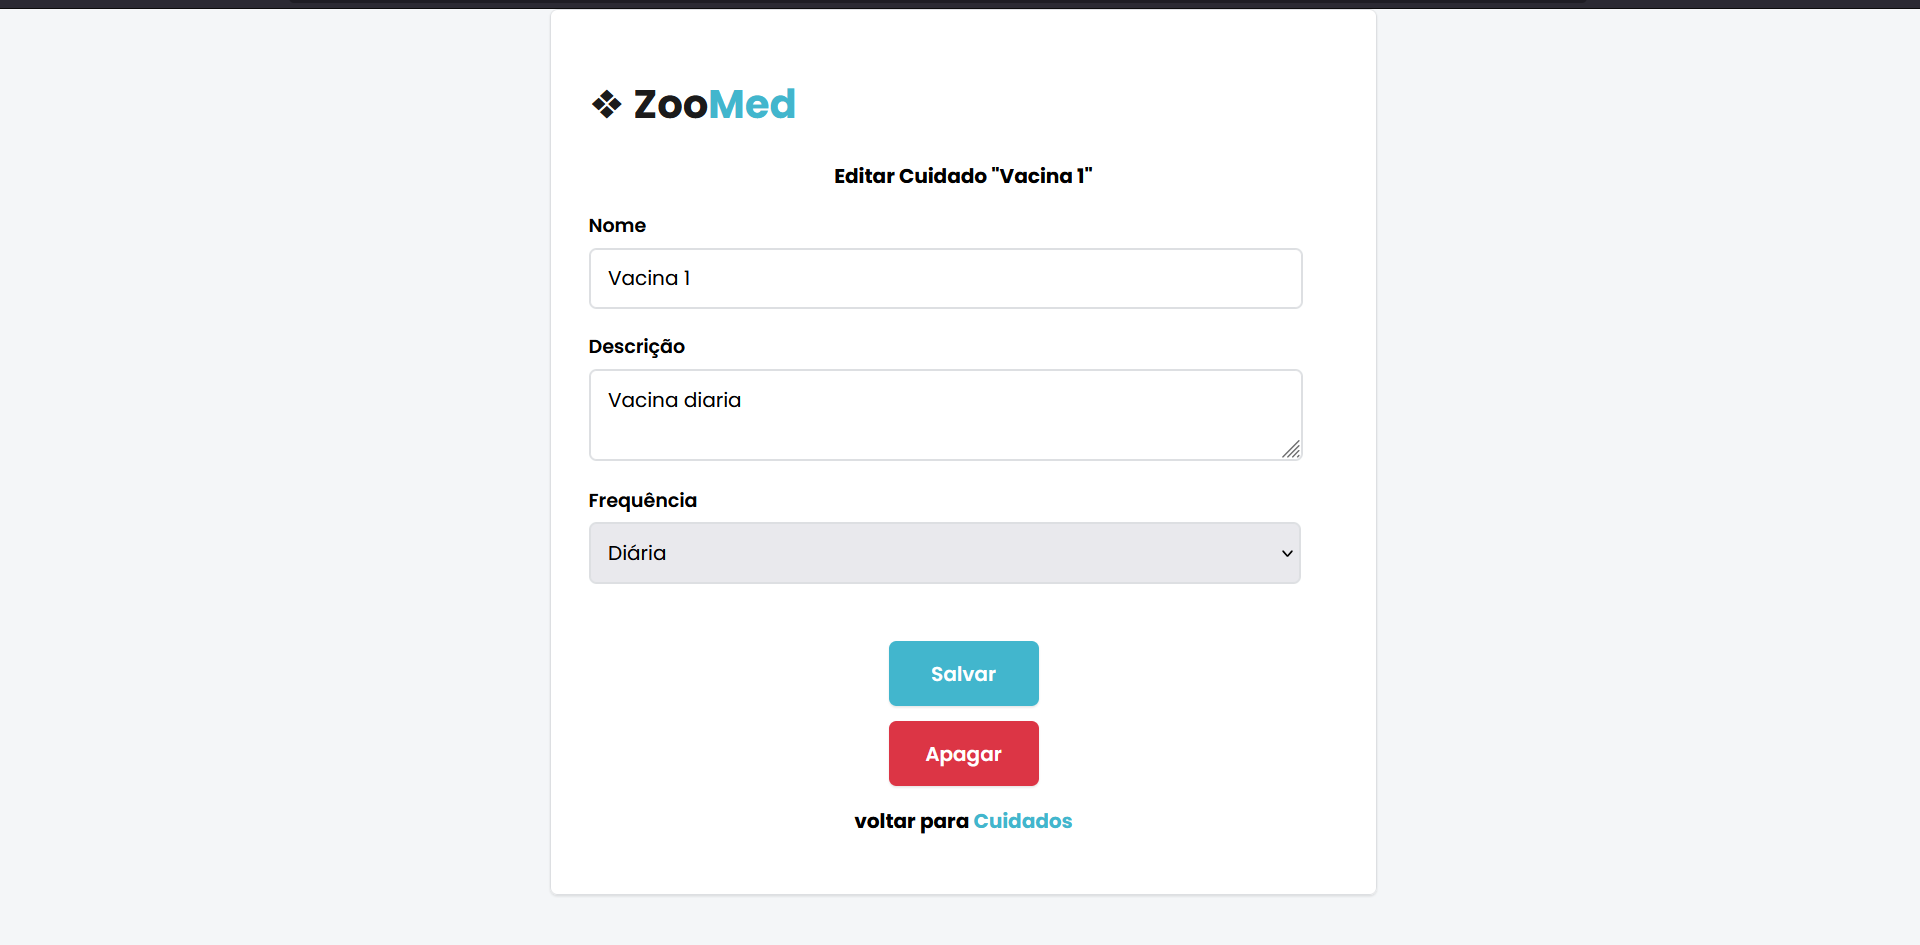 ❖ ZooMed
Editar Cuidado "Vacina 1"
Nome
Vacina 1
Descrição
Vacina diaria
Frequência
Diária
Salvar
Apagar
voltar para Cuidados